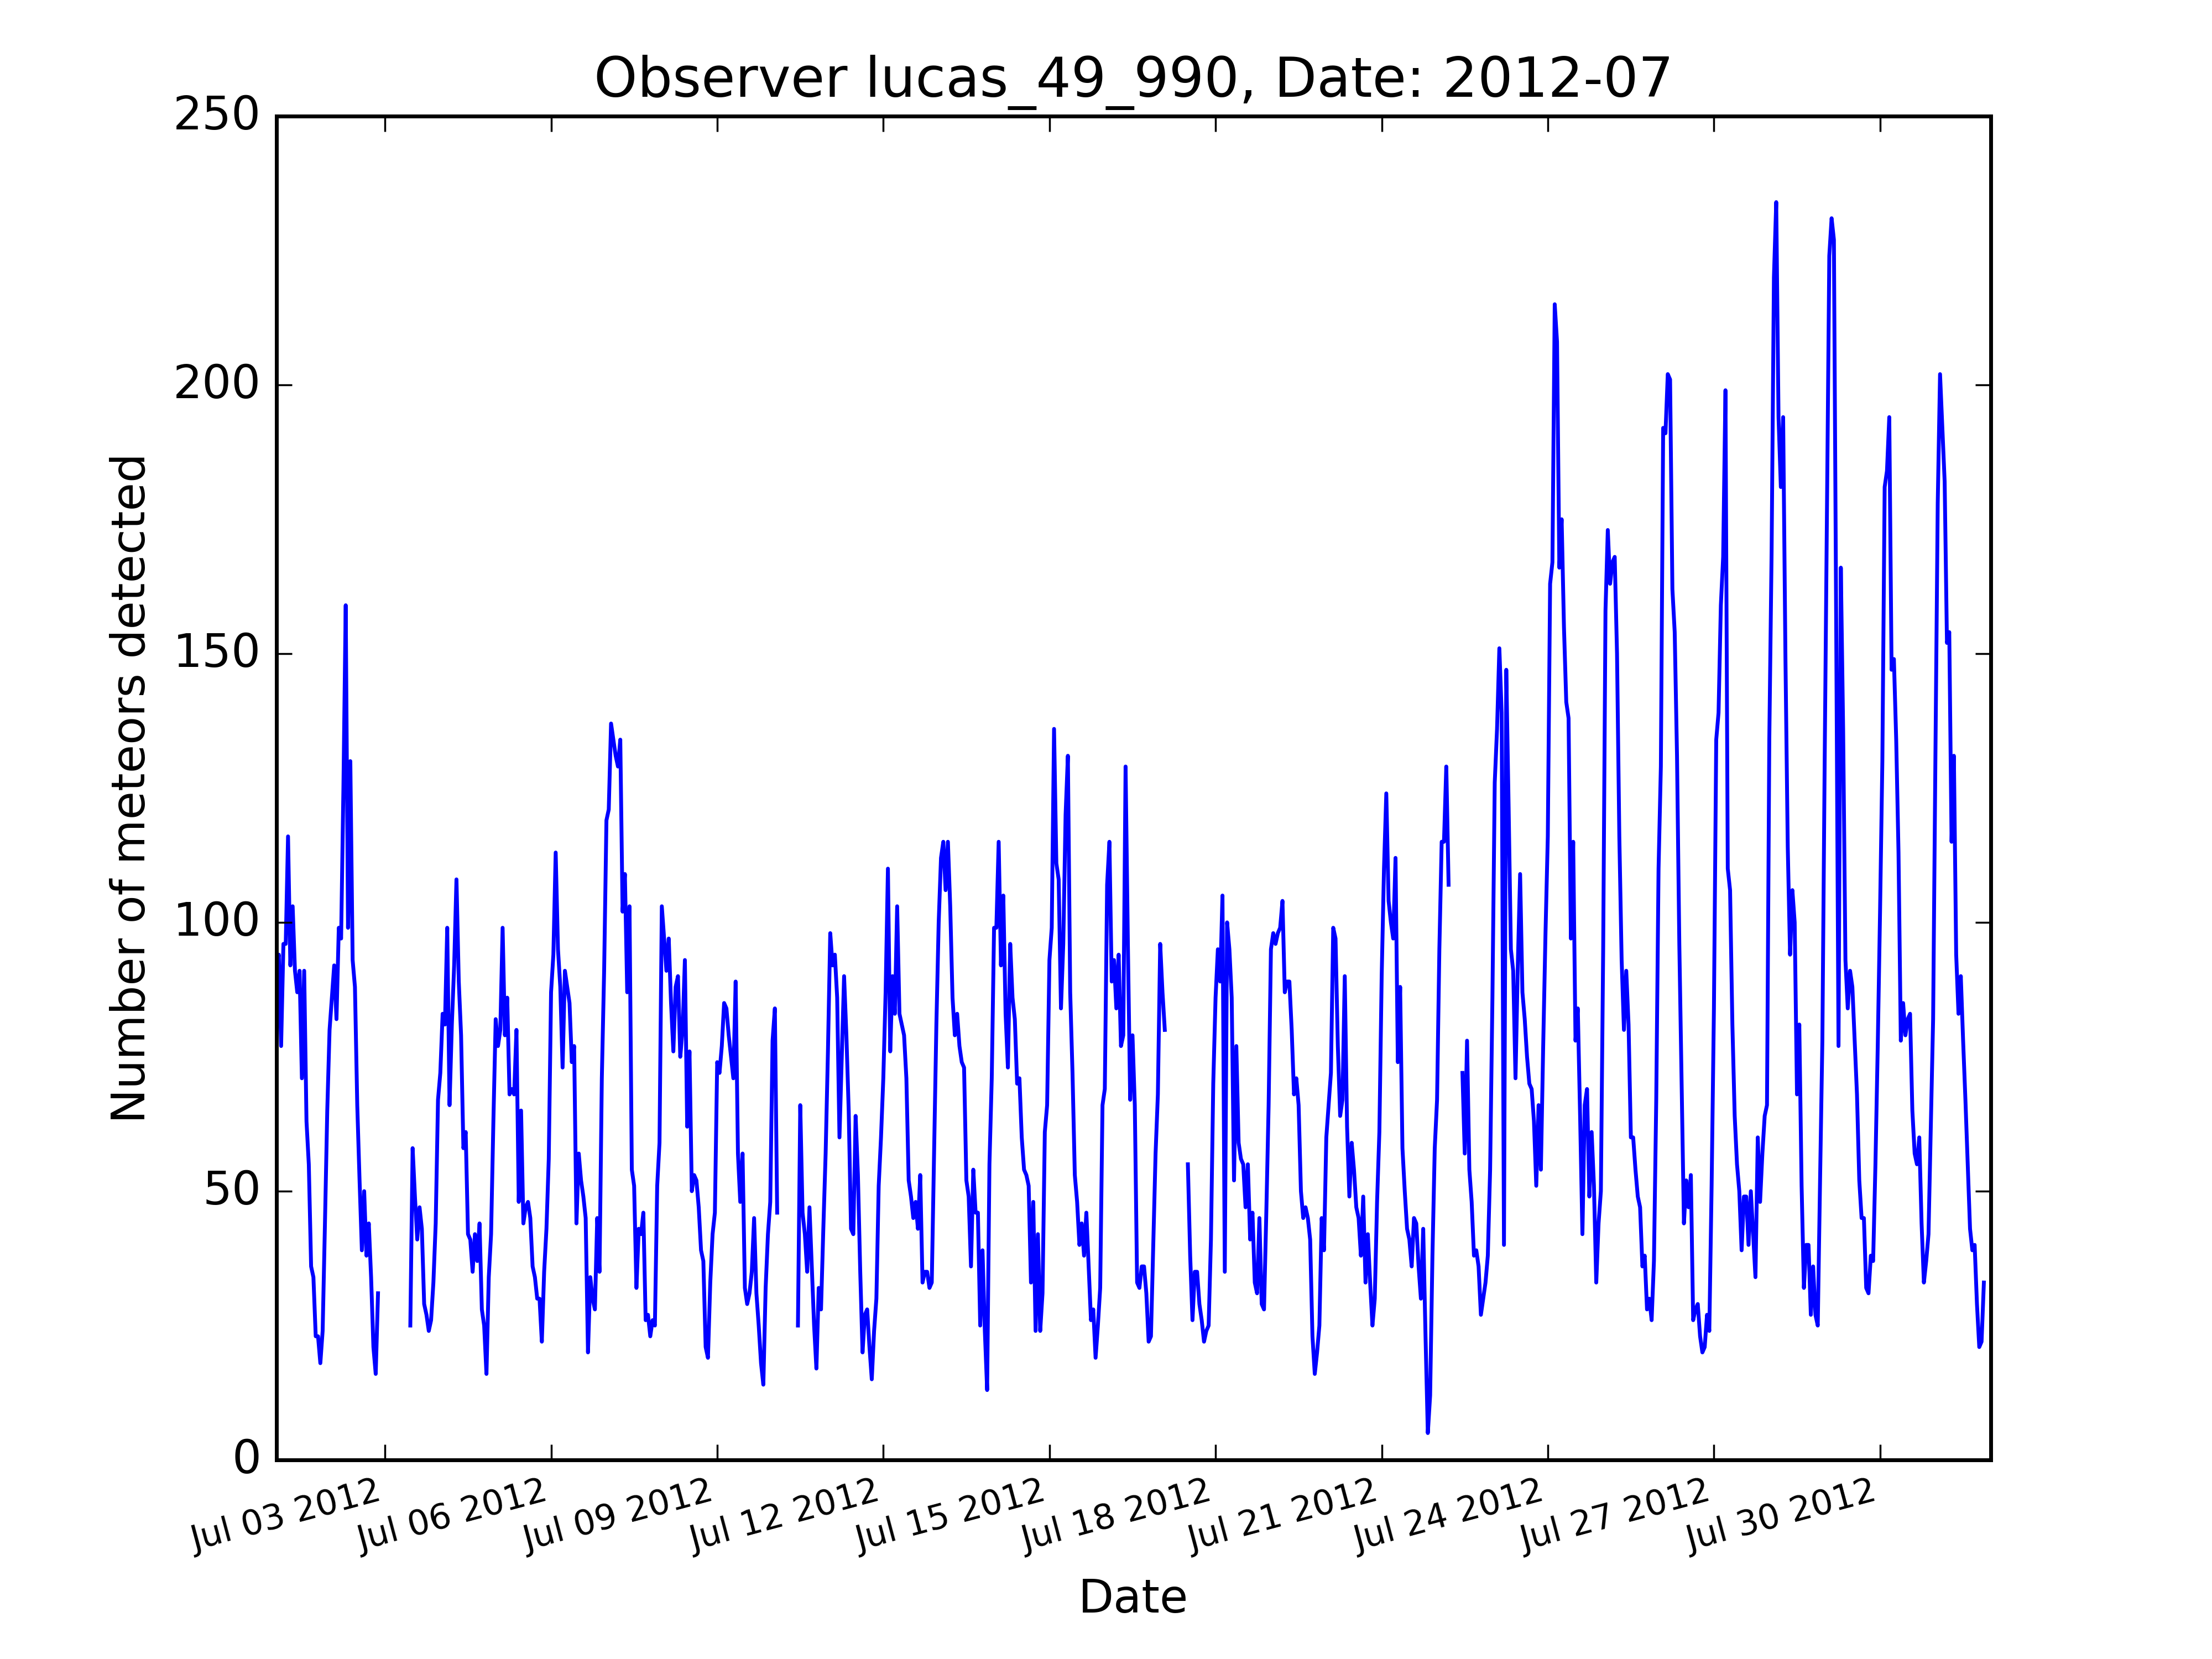 Observer lucas_49_990, Date: 2012-07
250
200
150
100
50
0
Number of meteors detected
Jul 03 2012
Jul 06 2012
Jul 09 2012
Jul 12 2012
Jul 15 2012
Jul 18 2012
Jul 21 2012
Jul 24 2012
Jul 27 2012
Jul 30 2012
Date